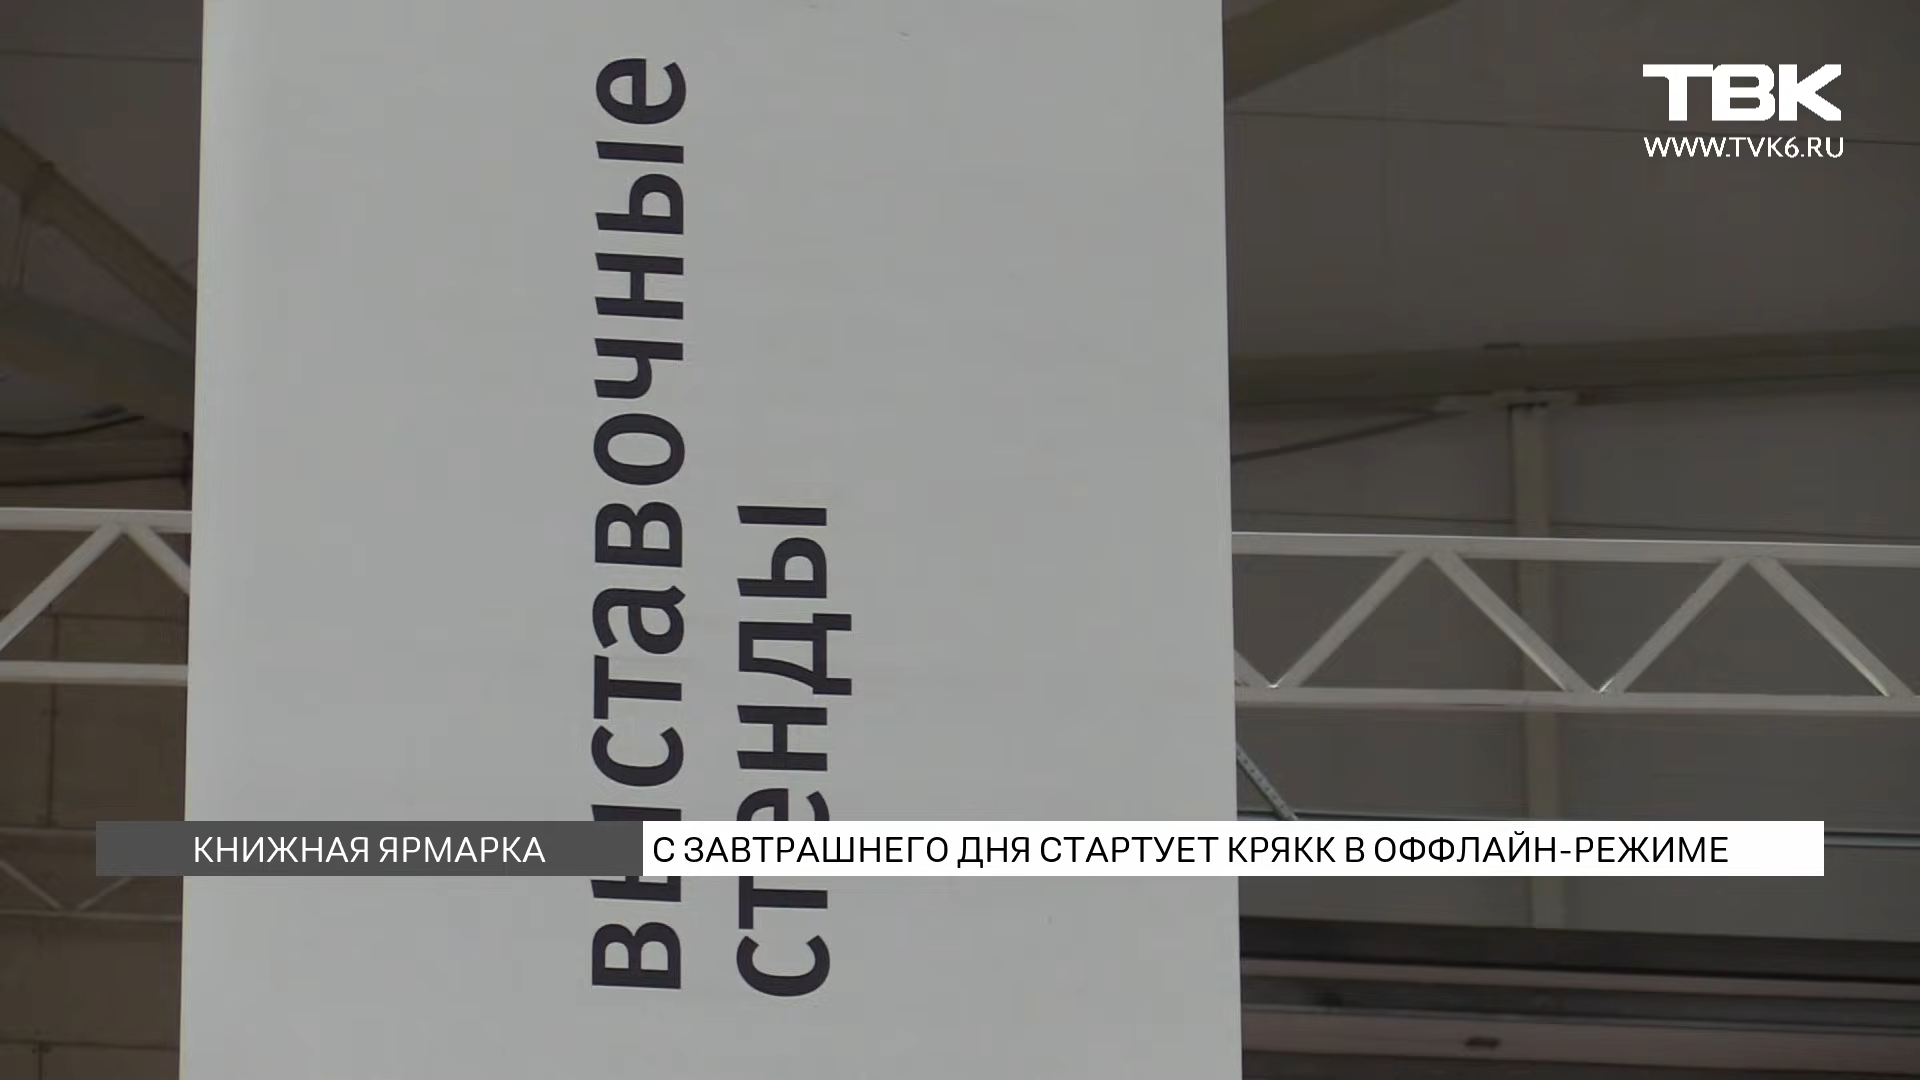 ТВК
WWW.TVK6.RU
выставочные
стенды
КНИЖНАЯ ЯРМАРКА
С ЗАВТРАШНЕГО ДНЯ СТАРТУЕТ КРЯКК В ОФФЛАЙН-РЕЖИМЕ